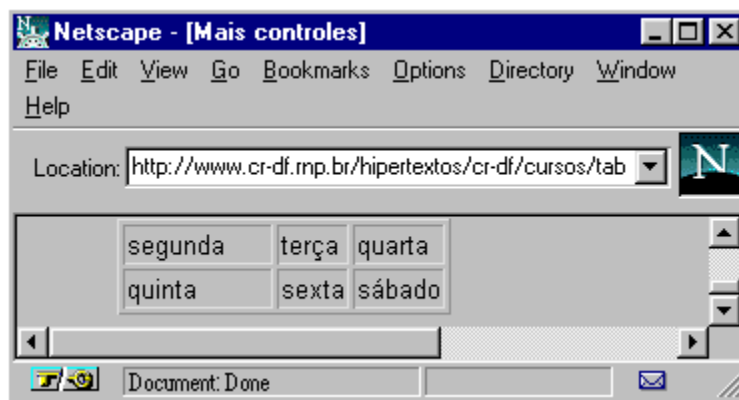 Netscape - [Mais controles]
File Edit View Go Bookmarks Options Directory Window
Help
Location: http://www.cr-df.rnp.br/hipertextos/cr-df/cursos/tab
N
segunda terça quarta
quinta sexta sábado
Document: Done